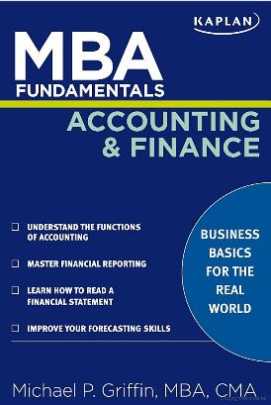 KAPLAN
MBA
FUNDAMENTALS
ACCOUNTING
& FINANCE
UNDERSTAND THE FUNCTIONS
OF ACCOUNTING
MASTER FINANCIAL REPORTING
LEARN HOW TO READ A
FINANCIAL STATEMENT
IMPROVE YOUR FORECASTING SKILLS
BUSINESS
BASICS
FOR THE
REAL
WORLD
Michael P. Griffin, MBA, CMA